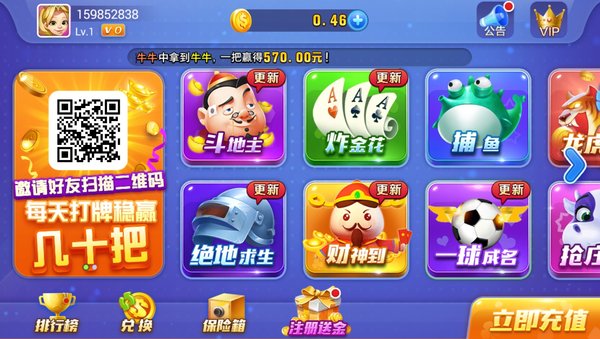 159852838
Lv.1 V0
0.46
公告
VIP
牛牛中拿到牛牛，一把赢得570.00元！
邀请好友扫描二维码
每天打牌稳赢
几十把
更新
斗地主
更新
炸金花
捕鱼
龙虎
更新
绝地求生
更新
财神到
更新
一球成名
抢庄
排行榜
兑换
保险箱
注册送金
立即充值